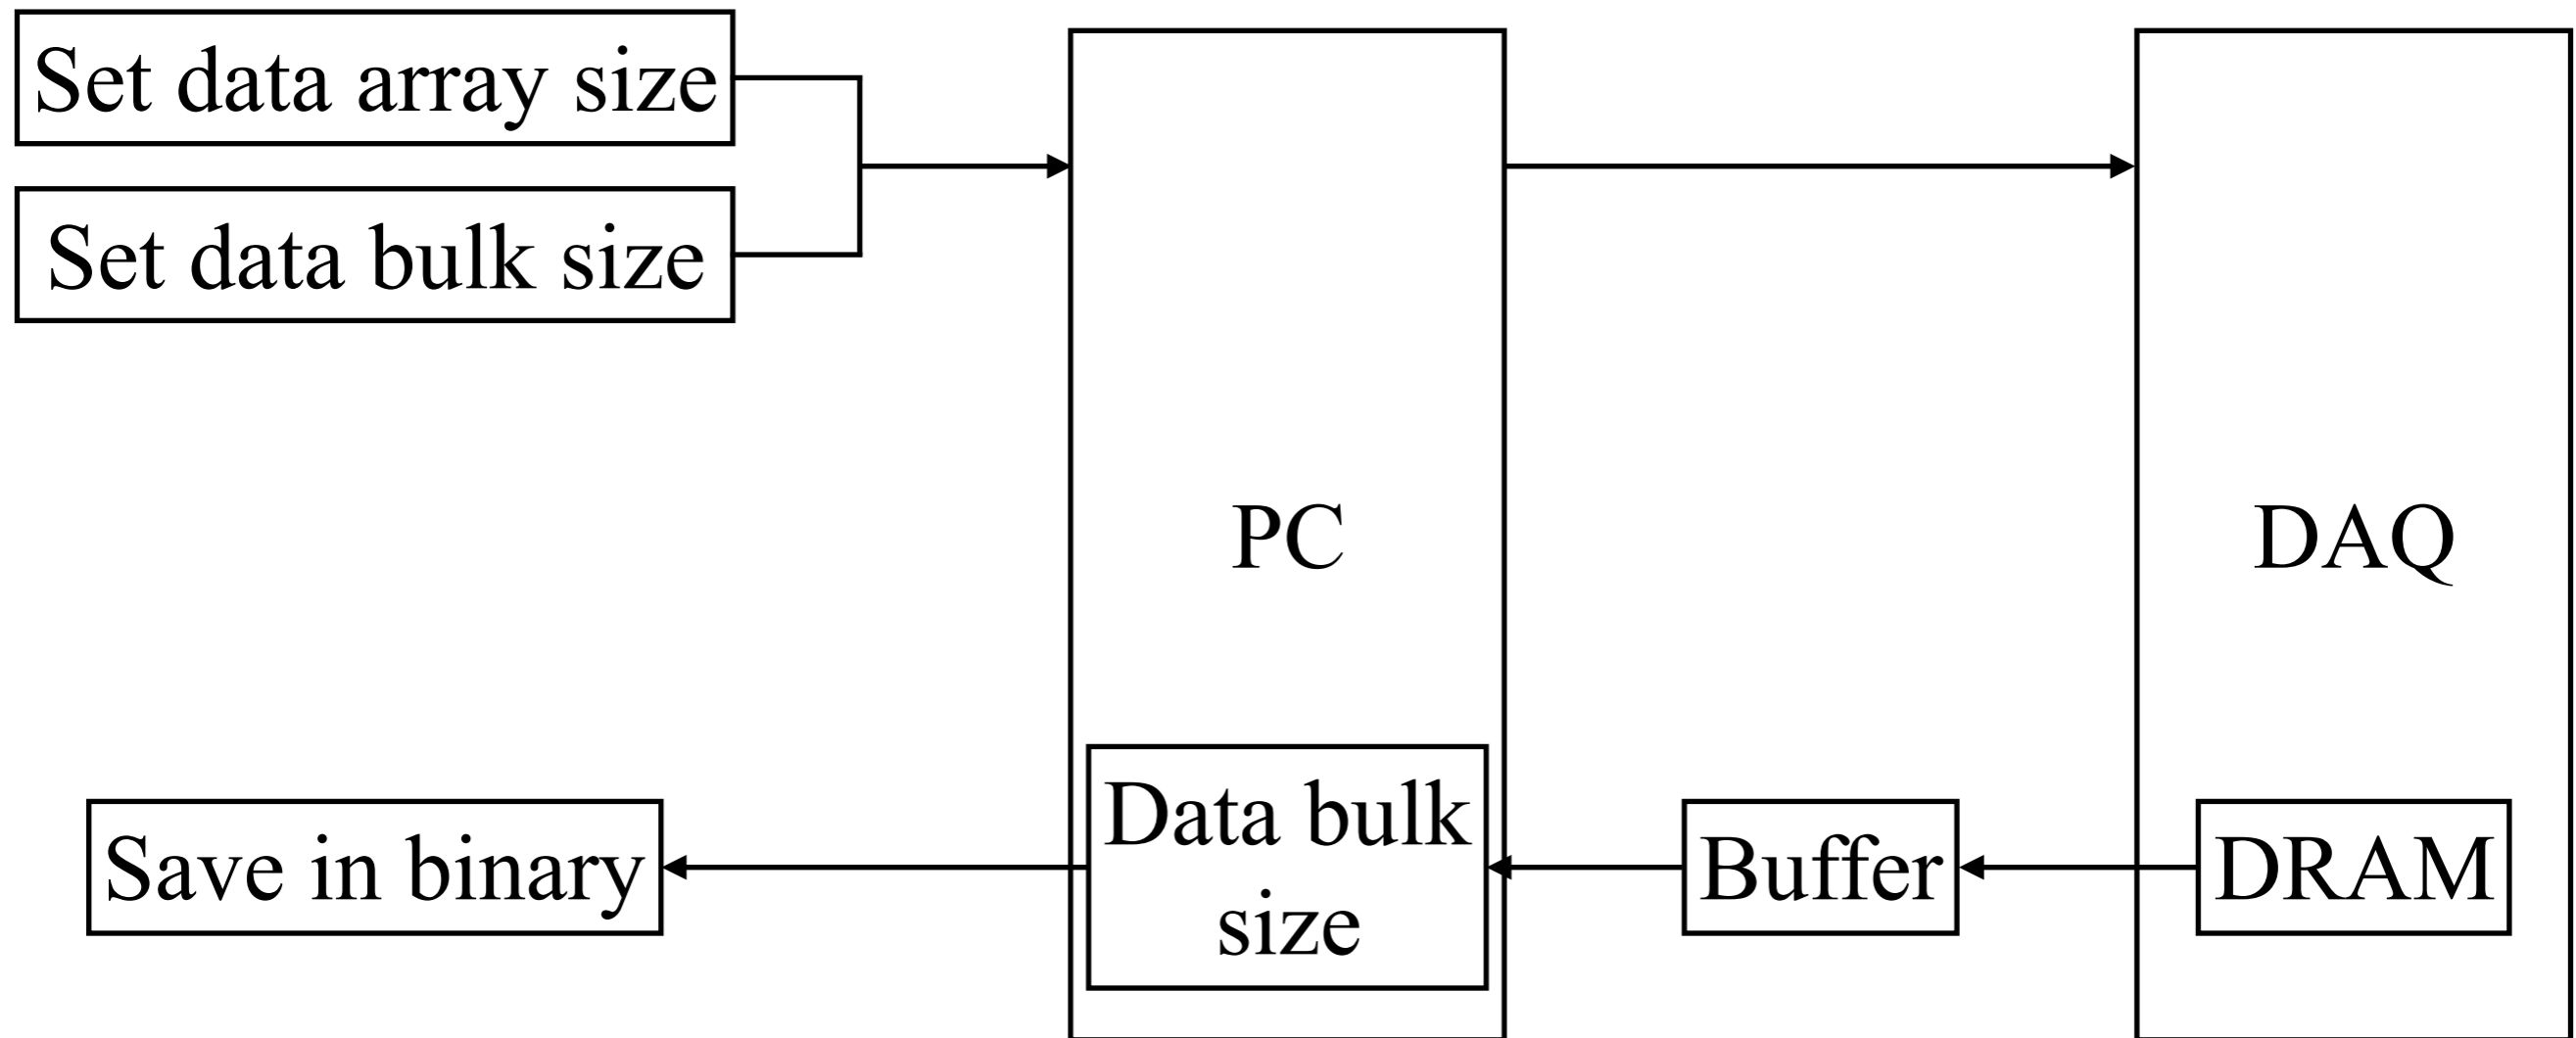 Set data array size
Set data bulk size
PC
DAQ
Data bulk
size
Save in binary
Buffer
DRAM